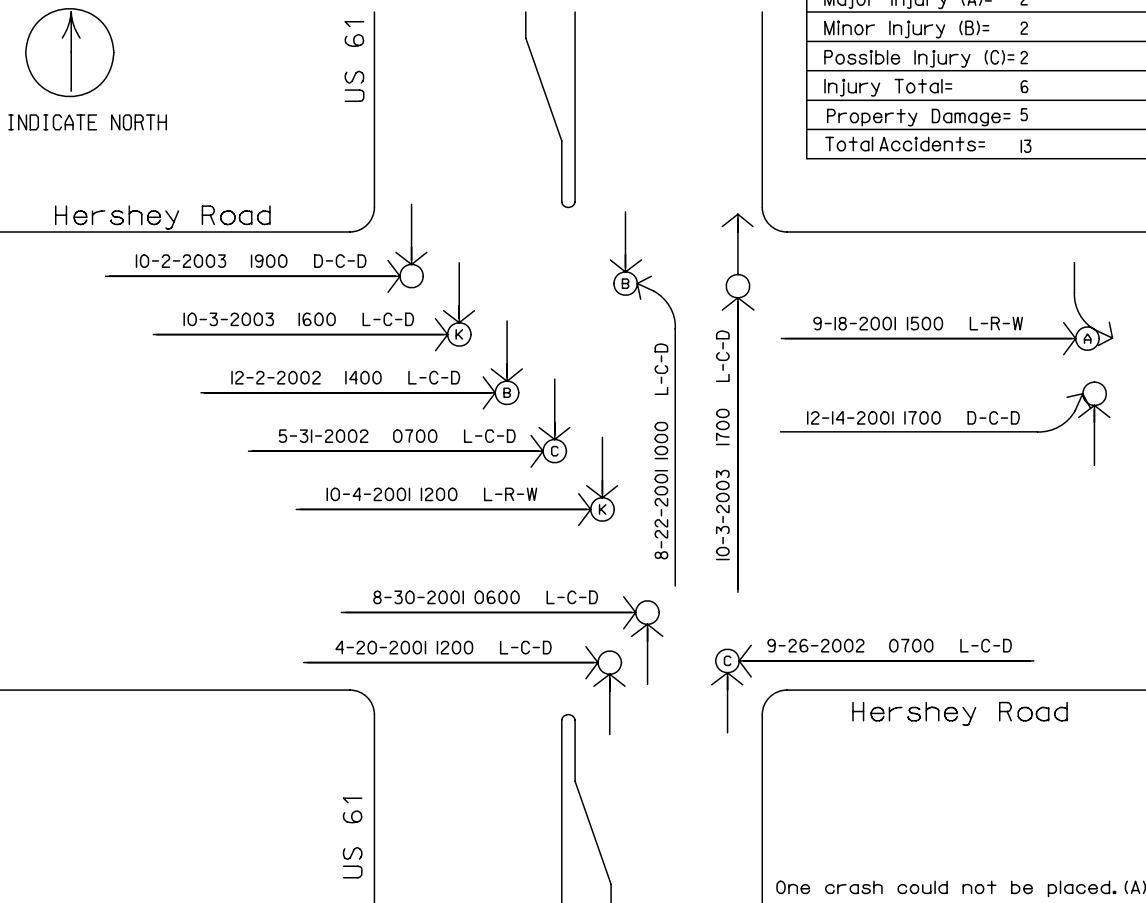 Major Injury (A)= 2
Minor Injury (B)= 2
Possible Injury (C)= 2
Injury Total= 6
Property Damage= 5
Total Accidents= 13
INDICATE NORTH
US 61
Hershey Road
10-2-2003 1900 D-C-D
10-3-2003 1600 L-C-D
K
12-2-2002 1400 L-C-D
B
5-31-2002 0700 L-C-D
C
10-4-2001 1200 L-R-W
K
8-30-2001 0600 L-C-D
4-20-2001 1200 L-C-D
B
8-22-2001 1000 L-C-D
10-3-2003 1700 L-C-D
9-18-2001 1500 L-R-W
A
12-14-2001 1700 D-C-D
C
9-26-2002 0700 L-C-D
Hershey Road
US 61
One crash could not be placed. (A)